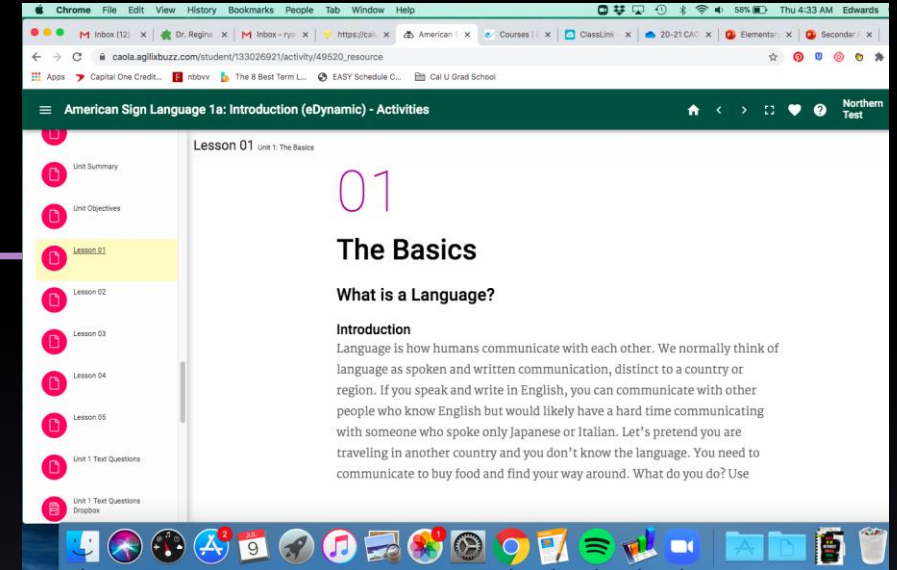 Chrome File Edit View History Bookmarks People Tab Window Help 58% Thu 4:33 AM Edwards
Inbox (12) Dr. Regina Inbox - rya https://cai. American S Courses | ClassLink 20-21 CAO Elementary Secondar
caola.agilixbuzz.com/student/133026921/activity/49520_resource
Apps Capital One Credit... nbbvv The 8 Best Term L... EASY Schedule C... Cal U Grad School
American Sign Language 1a: Introduction (eDynamic) - Activities
Northern
Test
Unit Summary
Unit Objectives
Lesson 01
Lesson 02
Lesson 03
Lesson 04
Lesson 05
Unit 1 Text Questions
Unit 1 Text Questions
Dropbox
Lesson 01 Unit 1: The Basics
01
The Basics
What is a Language?
Introduction
Language is how humans communicate with each other. We normally think of
language as spoken and written communication, distinct to a country or
region. If you speak and write in English, you can communicate with other
people who know English but would likely have a hard time communicating
with someone who spoke only Japanese or Italian. Let's pretend you are
traveling in another country and you don't know the language. You need to
communicate to buy food and find your way around. What do you do? Use
2
JUL
9
1